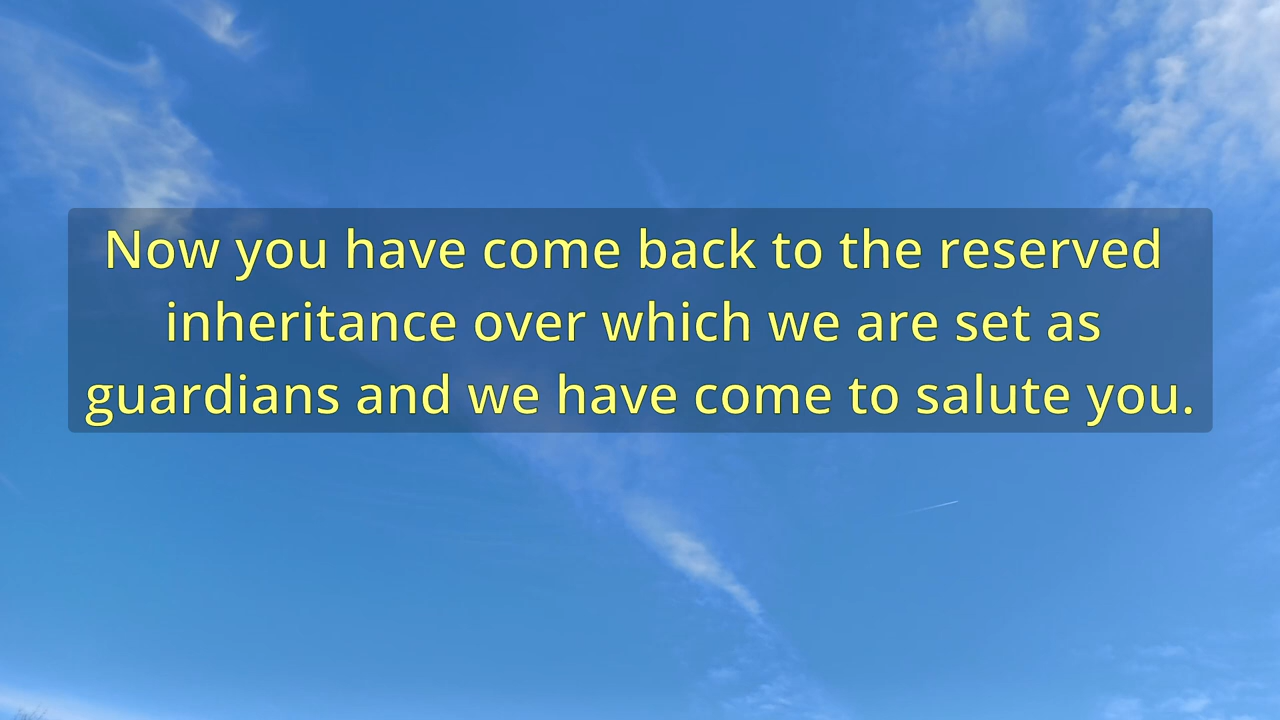 Now you have come back to the reserved
inheritance over which we are set as
guardians and we have come to salute you.